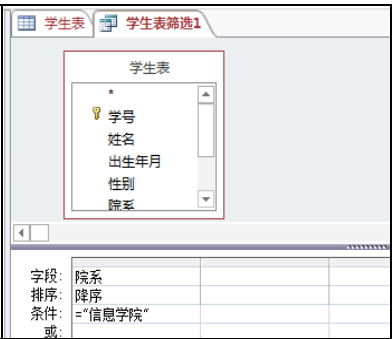 学生表 学生表筛选1
学生表
*
学号
姓名
出生年月
性别
院系
字段: 院系
排序: 降序
条件: ="信息学院"
或: